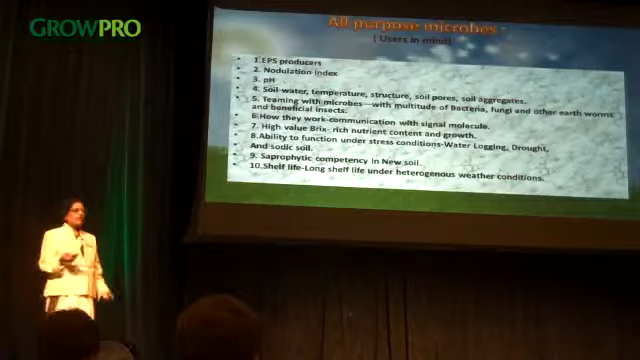 GROWPRO
All purpose microbes
( Users in mind)
1.EPS producers
2. Nodulation Index
3. pH
4. Soil-water, temperature, structure, soil pores, soil aggregates.
5. Teaming with microbes—with multitude of Bacteria, fungi and other earth worms
and beneficial insects.
6.How they work-communication with signal molecule.
7. High value Brix- rich nutrient content and growth.
8.Ability to function under stress conditions-Water Logging, Drought,
And sodic soil.
9. Saprophytic competency in New soil.
10.Shelf life-Long shelf life under heterogenous weather conditions.